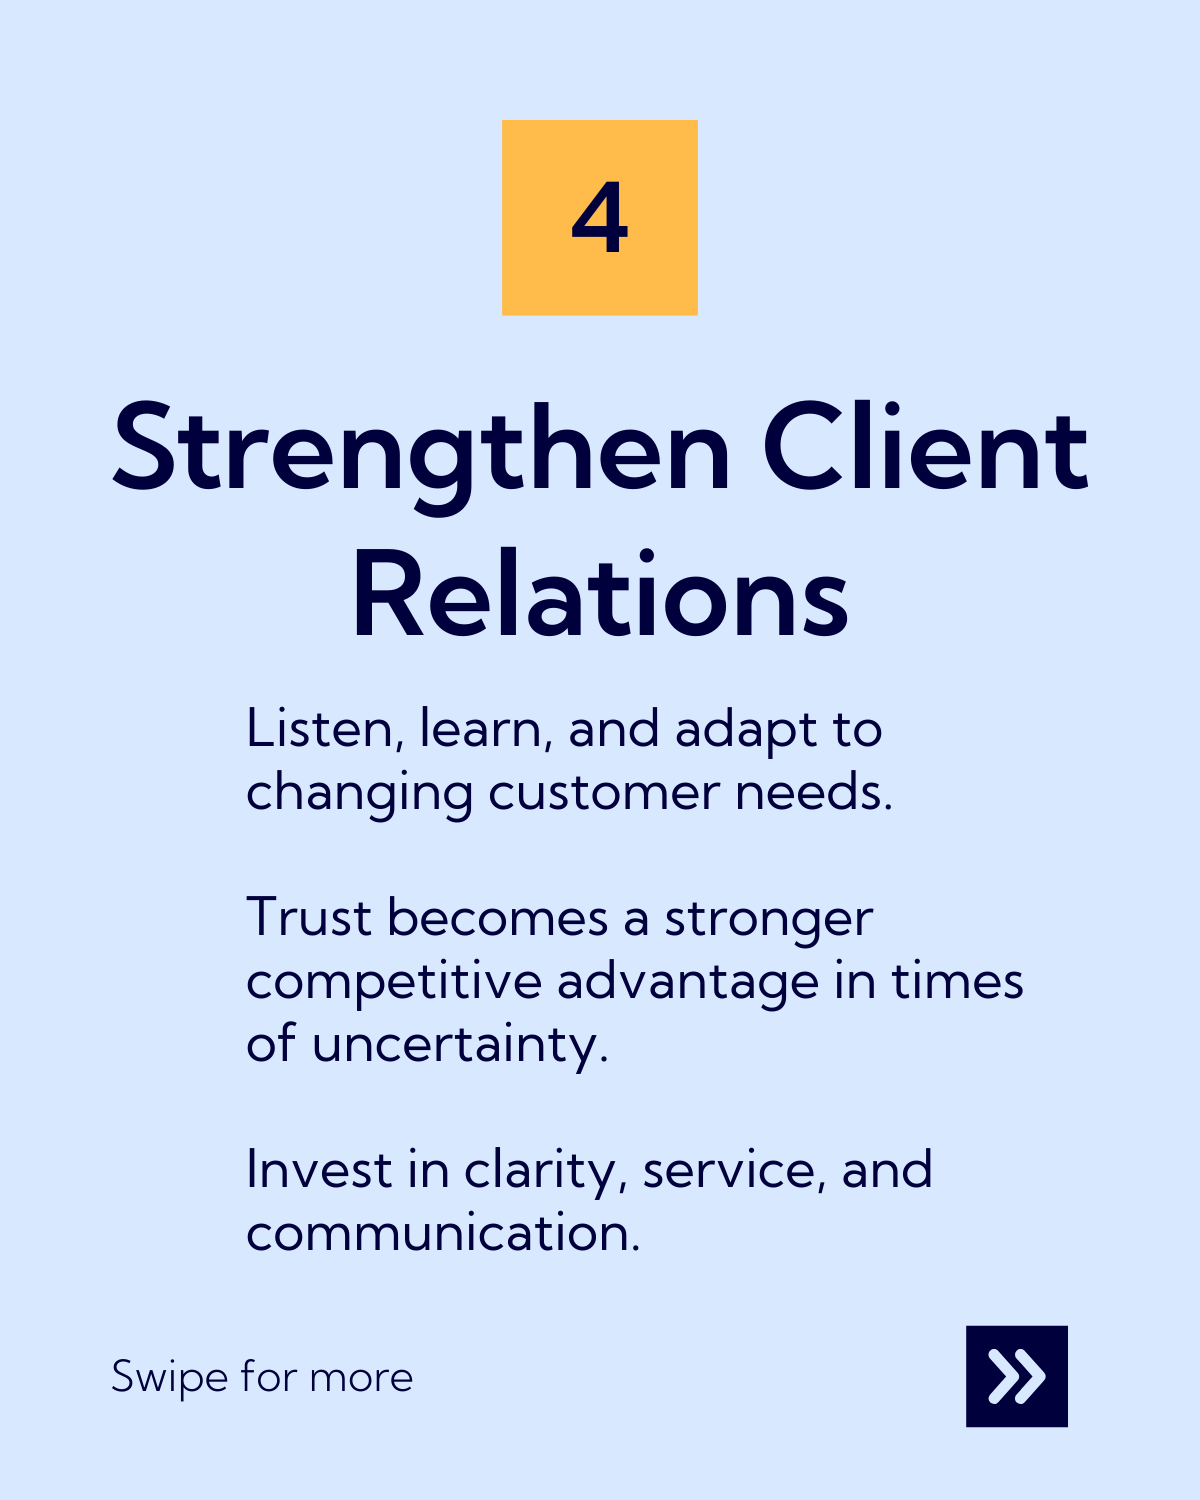 4
Strengthen Client
Relations
Listen, learn, and adapt to
changing customer needs.
Trust becomes a stronger
competitive advantage in times
of uncertainty.
Invest in clarity, service, and
communication.
Swipe for more